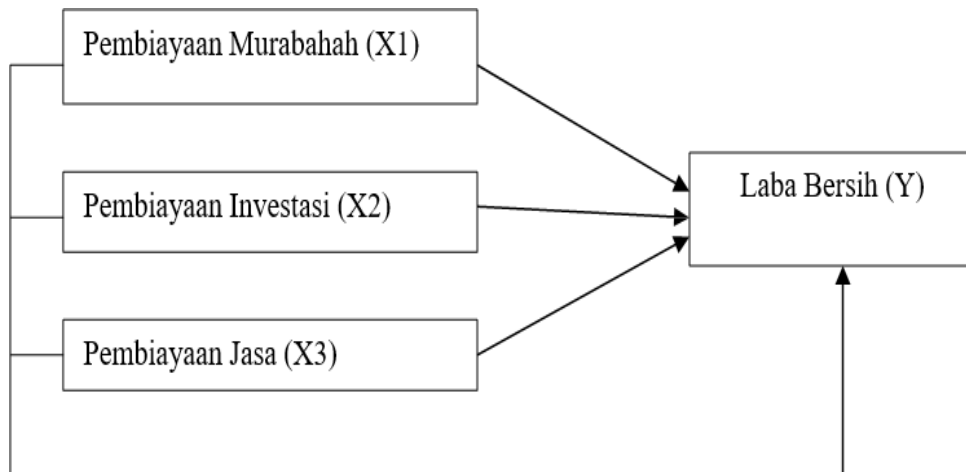 Pembiayaan Murabahah (X1)
Pembiayaan Investasi (X2)
Laba Bersih (Y)
Pembiayaan Jasa (X3)